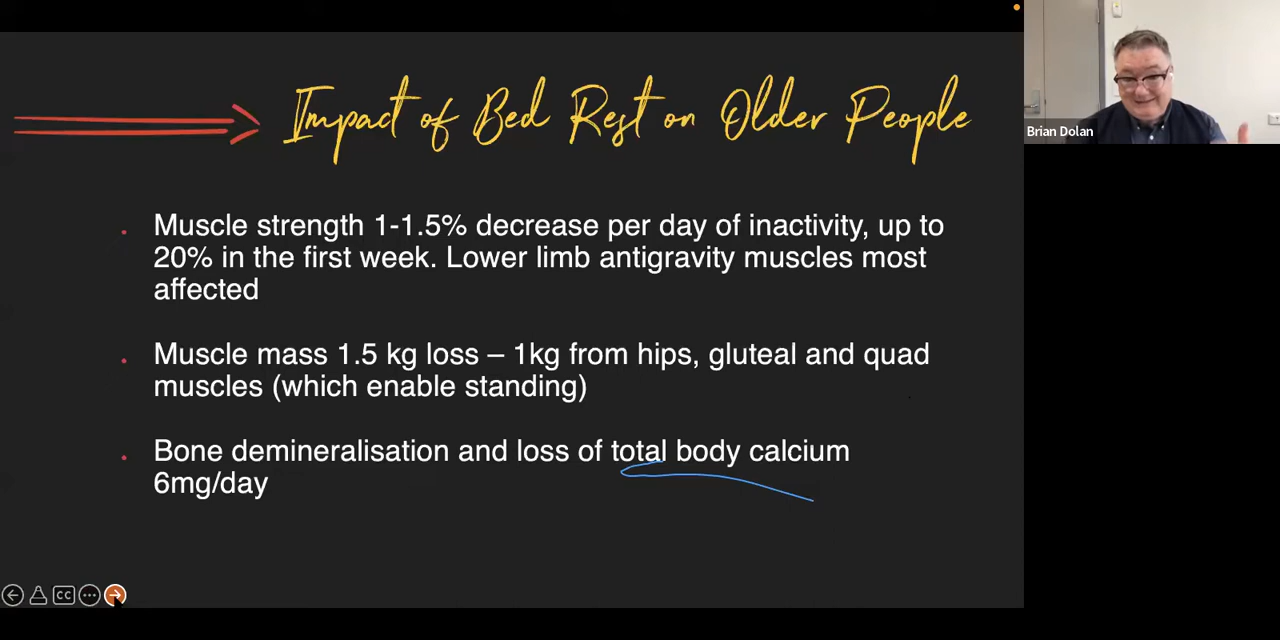 Impact of Bed Rest on Older People
Brian Dolan
Muscle strength 1-1.5% decrease per day of inactivity, up to
20% in the first week. Lower limb antigravity muscles most
affected
Muscle mass 1.5 kg loss – 1kg from hips, gluteal and quad
muscles (which enable standing)
Bone demineralisation and loss of total body calcium
6mg/day
CC